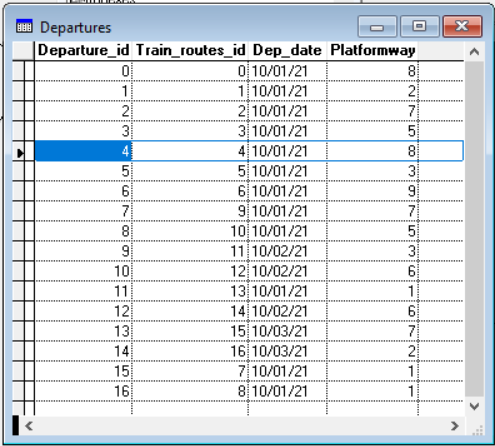 Departures
Departure_id Train_routes_id Dep_date Platformway
0 0 10/01/21 8
1 1 10/01/21 2
2 2 10/01/21 7
3 3 10/01/21 5
4 4 10/01/21 8
5 5 10/01/21 3
6 6 10/01/21 9
7 9 10/01/21 7
8 10 10/01/21 5
9 11 10/02/21 3
10 12 10/02/21 6
11 13 10/01/21 1
12 14 10/02/21 6
13 15 10/03/21 7
14 16 10/03/21 2
15 7 10/01/21 1
16 8 10/01/21 1